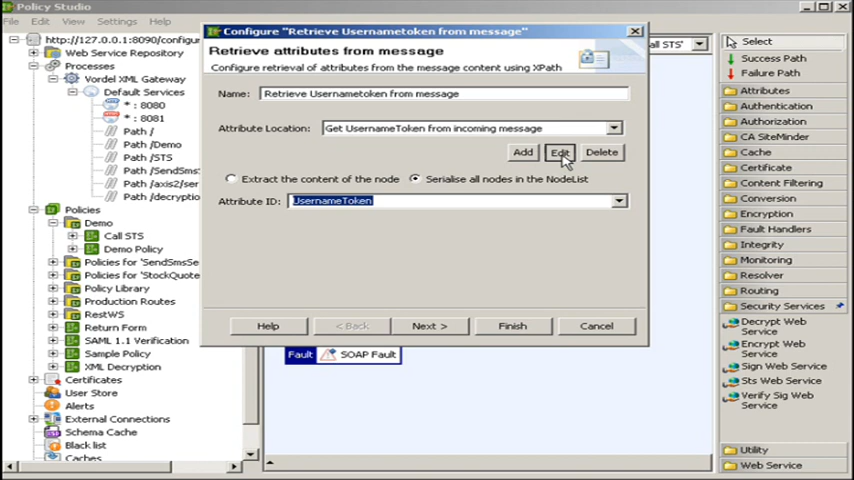 Policy Studio
File Edit View Settings Help
http://127.0.0.1:8090/configur
Web Service Repository
Processes
Vordel XML Gateway
Default Services
* : 8080
* : 8081
Path /
Path /Demo
Path /STS
Path /SendSms
Path /axis2/ser
Path /decryptio
Policies
Demo
Call STS
Demo Policy
Policies for 'SendSmsSe
Policies for 'StockQuote
Policy Library
Production Routes
RestWS
Return Form
SAML 1.1 Verification
Sample Policy
XML Decryption
Certificates
User Store
Alerts
External Connections
Schema Cache
Black list
Caches
Configure "Retrieve Usernametoken from message"
Retrieve attributes from message
Configure retrieval of attributes from the message content using XPath
Name: Retrieve Usernametoken from message
Attribute Location: Get UsernameToken from incoming message
Add Edit Delete
Extract the content of the node Serialise all nodes in the NodeList
Attribute ID: UsernameToken
Help < Back Next > Finish Cancel
Fault SOAP Fault
all STS'
Select
Success Path
Failure Path
Attributes
Authentication
Authorization
CA SiteMinder
Cache
Certificate
Content Filtering
Conversion
Encryption
Fault Handlers
Integrity
Monitoring
Resolver
Routing
Security Services
Decrypt Web
Service
Encrypt Web
Service
Sign Web Service
Sts Web Service
Verify Sig Web
Service
Utility
Web Service